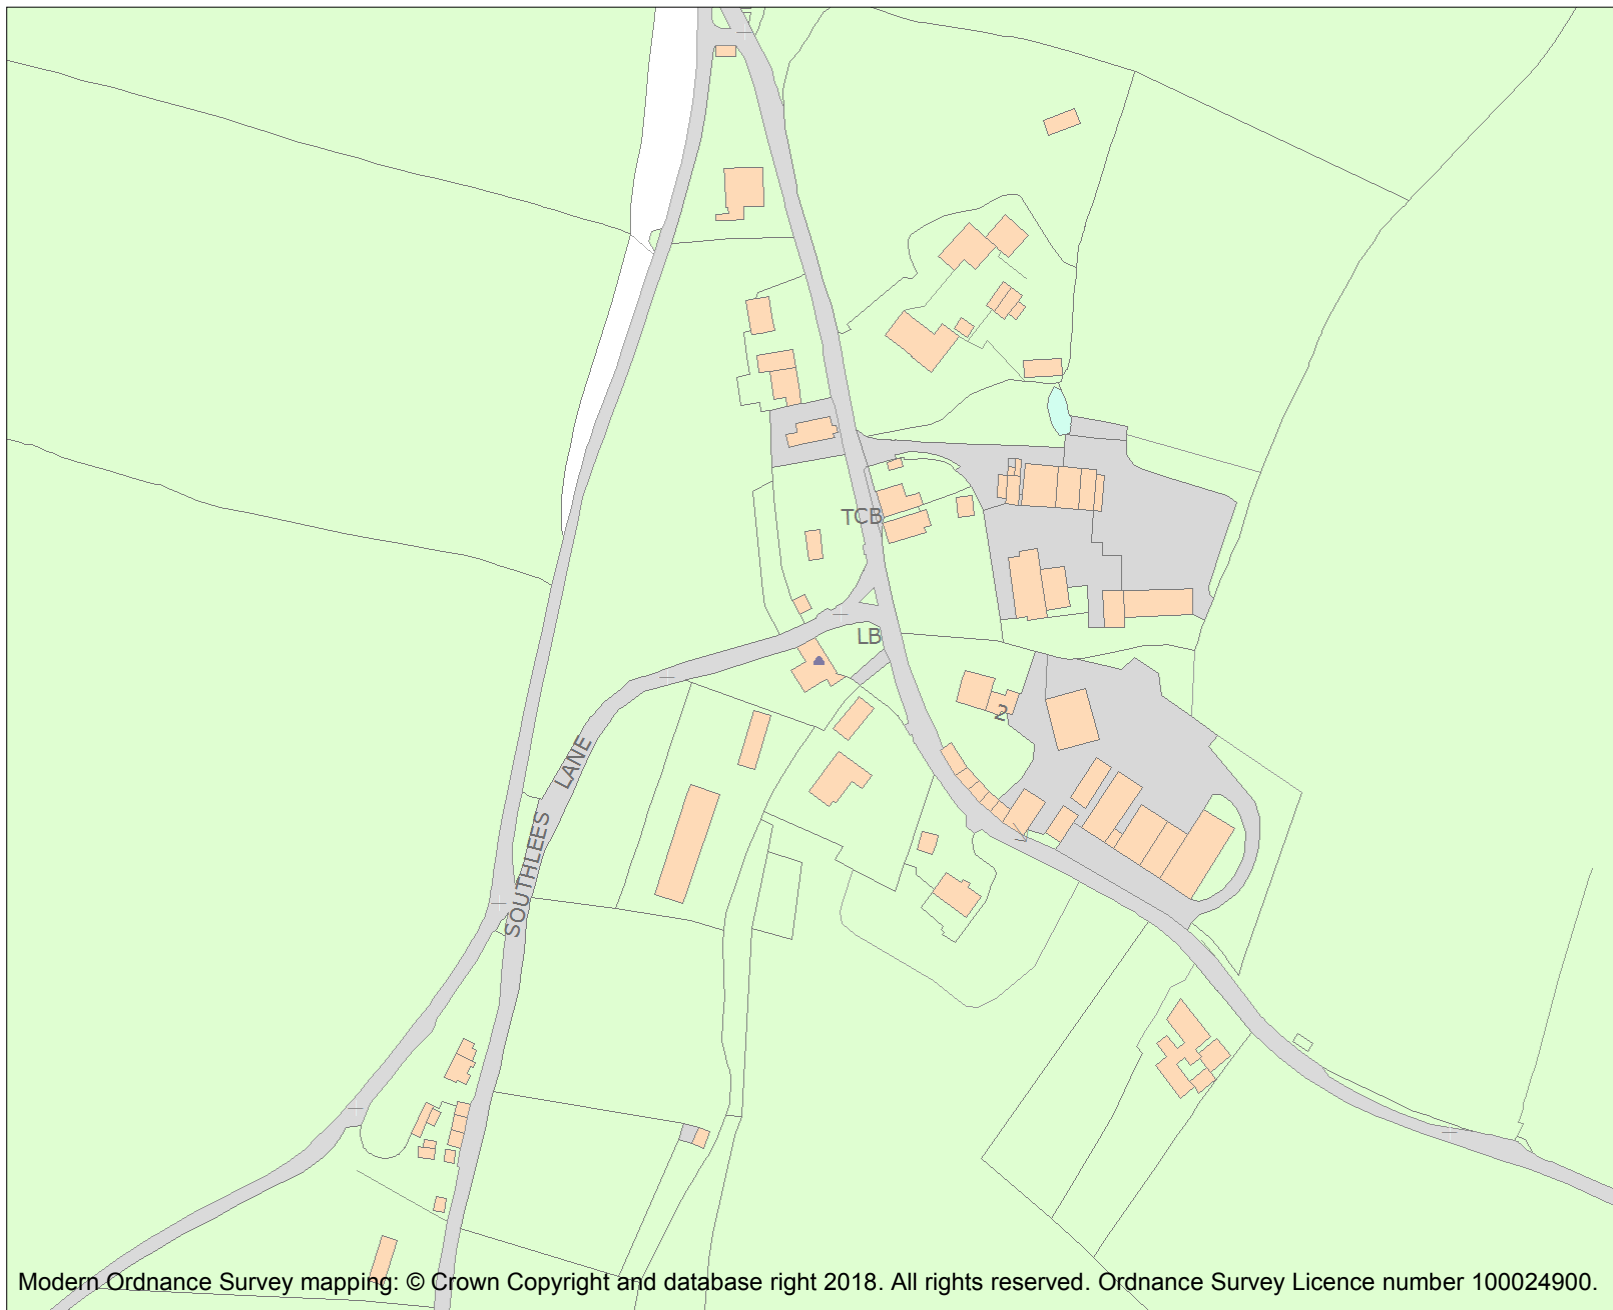 TCB
LB
2
1
SOUTHLEES LANE
Modern Ordnance Survey mapping: © Crown Copyright and database right 2018. All rights reserved. Ordnance Survey Licence number 100024900.